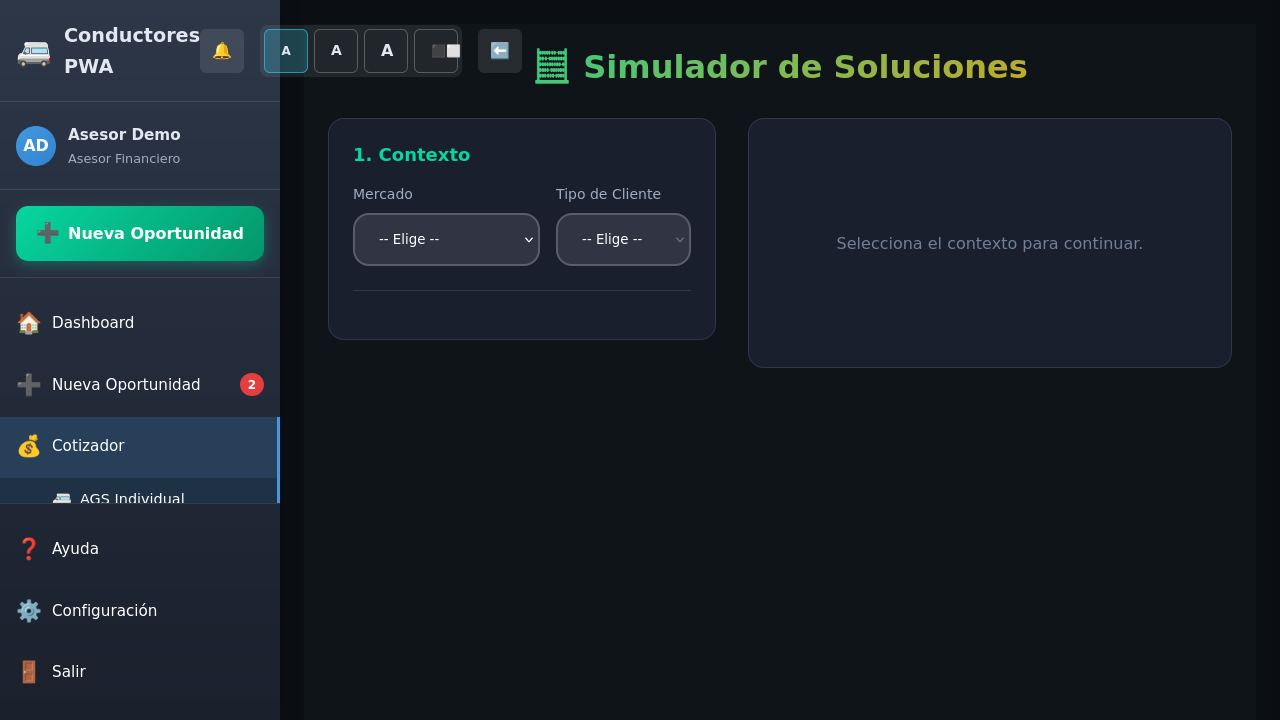 Conductores
PWA
A
A
A
Simulador de Soluciones
AD
Asesor Demo
Asesor Financiero
Nueva Oportunidad
Dashboard
Nueva Oportunidad
2
Cotizador
AGS Individual
Ayuda
Configuración
Salir
1. Contexto
Mercado
Tipo de Cliente
-- Elige --
-- Elige --
Selecciona el contexto para continuar.